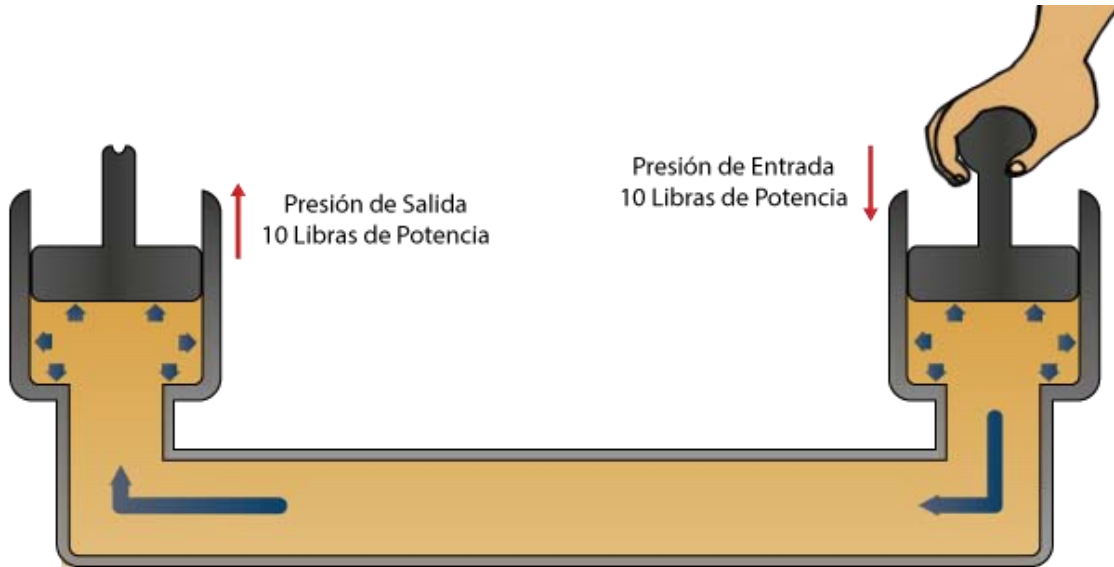 Presión de Salida
10 Libras de Potencia
Presión de Entrada
10 Libras de Potencia